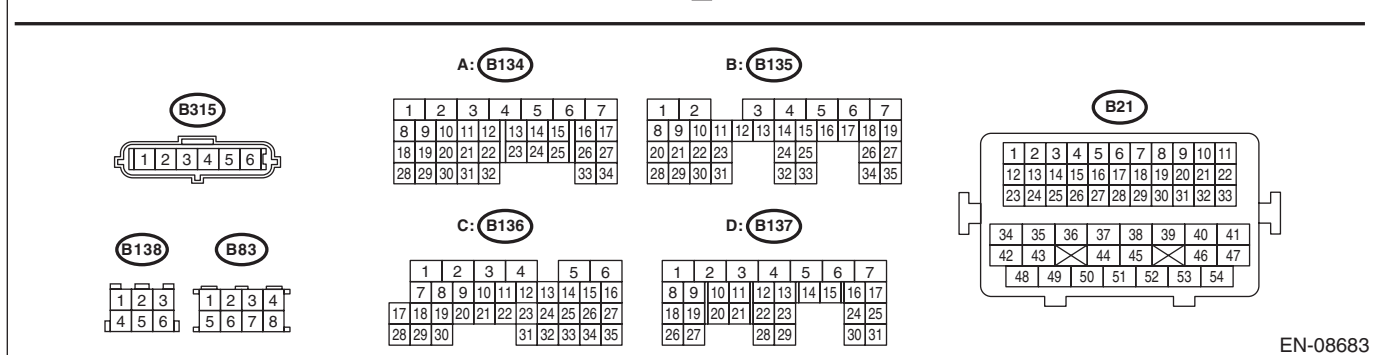 B315
1 2 3 4 5 6
B138
1 2 3
4 5 6
B83
1 2 3 4
5 6 7 8
A: B134
1 2 3 4 5 6 7
8 9 10 11 12 13 14 15 16 17
18 19 20 21 22 23 24 25 26 27
28 29 30 31 32 33 34
B: B135
1 2 3 4 5 6 7
8 9 10 11 12 13 14 15 16 17 18 19
20 21 22 23 24 25 26 27
28 29 30 31 32 33 34 35
C: B136
1 2 3 4 5 6
7 8 9 10 11 12 13 14 15 16
17 18 19 20 21 22 23 24 25 26 27
28 29 30 31 32 33 34 35
D: B137
1 2 3 4 5 6 7
8 9 10 11 12 13 14 15 16 17
18 19 20 21 22 23 24 25
26 27 28 29 30 31
B21
1 2 3 4 5 6 7 8 9 10 11
12 13 14 15 16 17 18 19 20 21 22
23 24 25 26 27 28 29 30 31 32 33
34 35 36 37 38 39 40 41
42 43 44 45 46 47
48 49 50 51 52 53 54
EN-08683